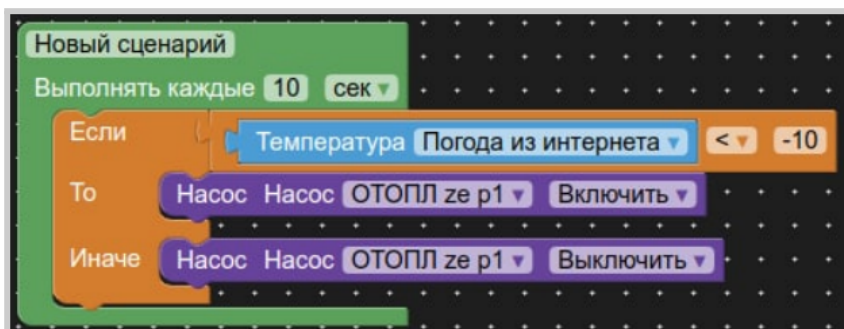 Новый сценарий
Выполнять каждые 10 сек
Если Температура Погода из интернета < -10
То Насос Насос ОТОПЛ ze p1 Включить
Иначе Насос Насос ОТОПЛ ze p1 Выключить